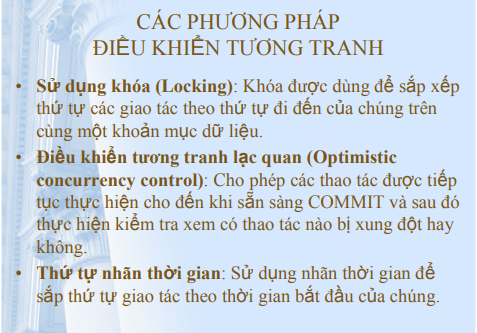 CÁC PHƯƠNG PHÁP
ĐIỀU KHIỂN TƯƠNG TRANH
• Sử dụng khóa (Locking): Khóa được dùng để sắp xếp
thứ tự các giao tác theo thứ tự đi đến của chúng trên
cùng một khoản mục dữ liệu.
• Điều khiển tương tranh lạc quan (Optimistic
concurrency control): Cho phép các thao tác được tiếp
tục thực hiện cho đến khi sẵn sàng COMMIT và sau đó
thực hiện kiểm tra xem có thao tác nào bị xung đột hay
không.
• Thứ tự nhãn thời gian: Sử dụng nhãn thời gian để
sắp thứ tự giao tác theo thời gian bắt đầu của chúng.